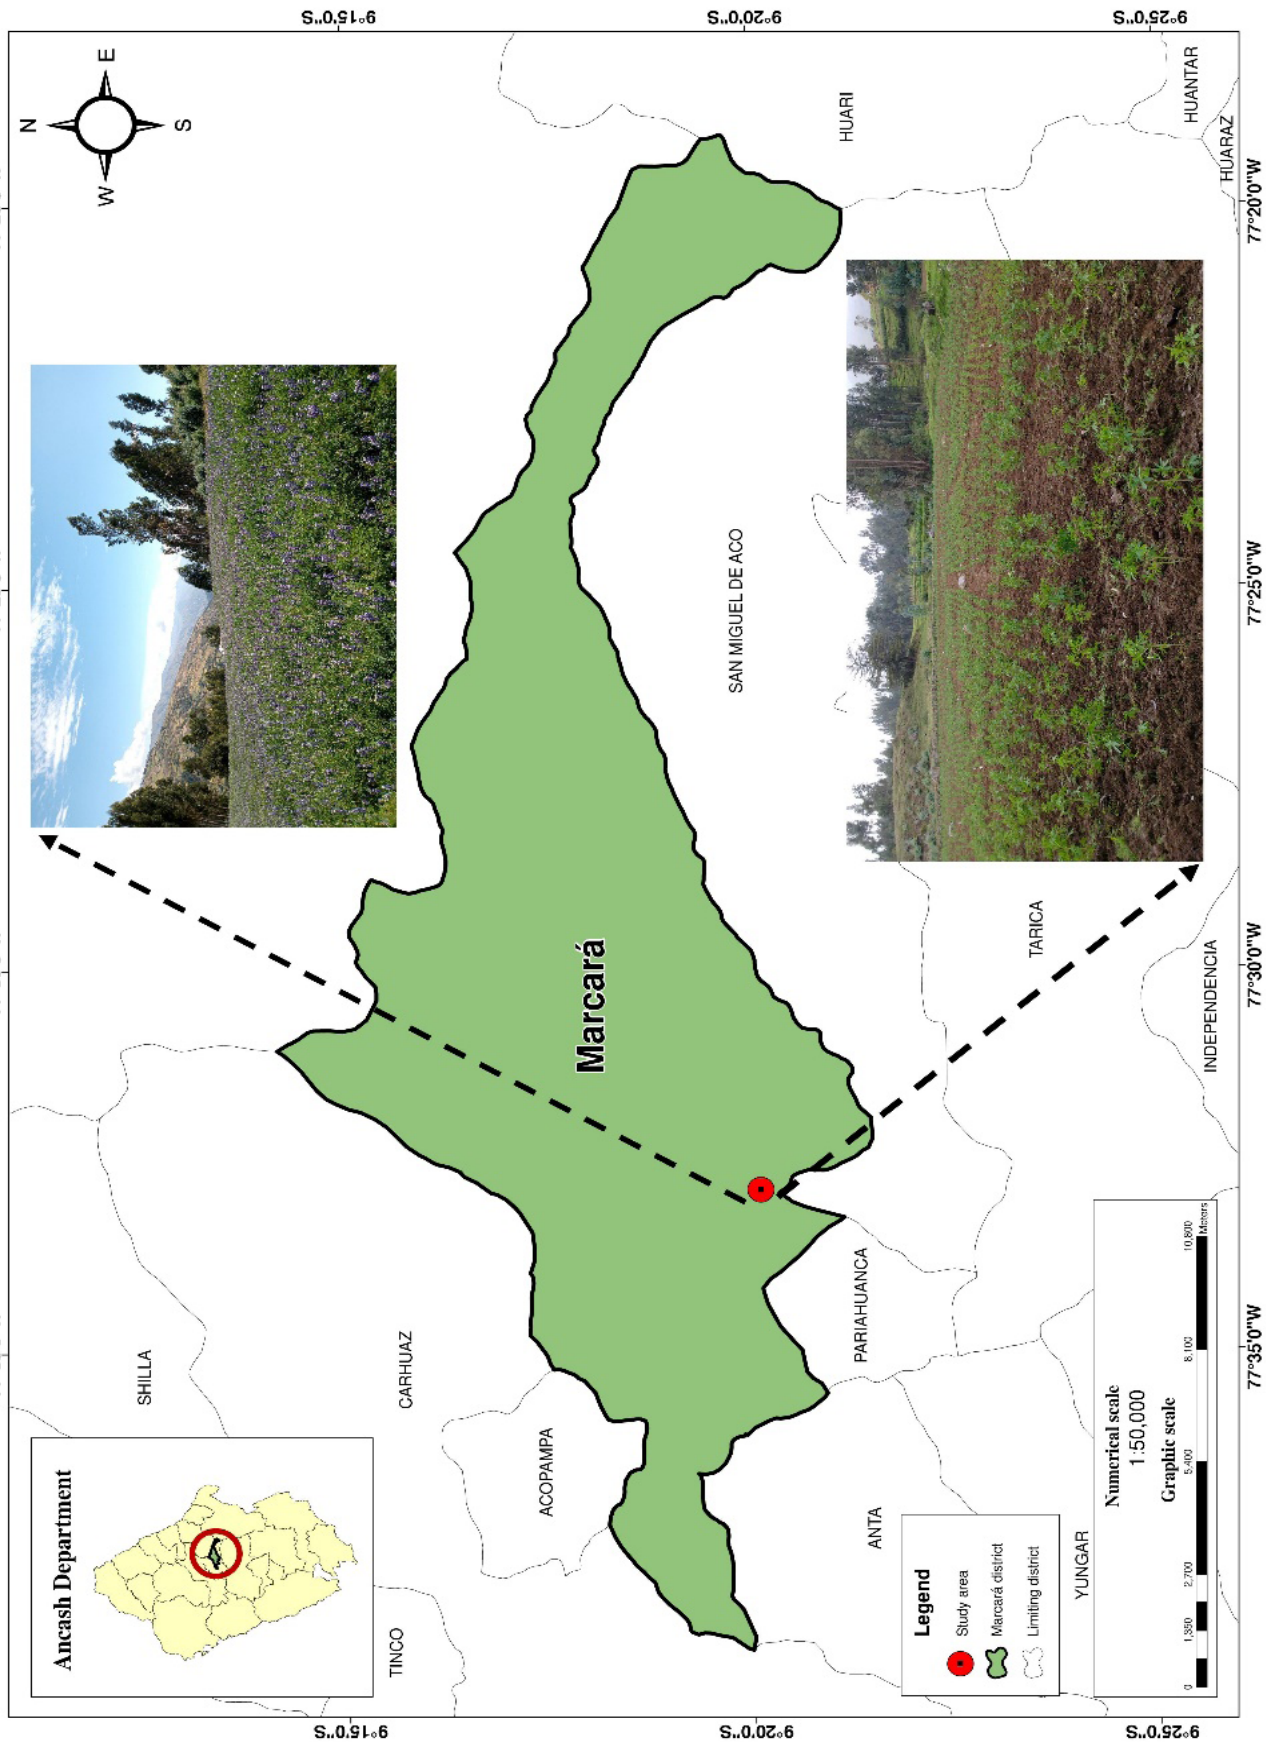 Ancash Department
N
W
E
S
SHILLA
TINCO
CARHUAZ
ACOPAMPA
Marcará
HUARI
SAN MIGUEL DE ACO
ANTA
PARIAHUANCA
TARICA
YUNGAR
INDEPENDENCIA
HUANTAR
HUARAZ
Legend
Study area
Marcará district
Limiting district
Numerical scale
1:50,000
Graphic scale
0 1,350 2,700 5,400 8,100 10,800
Meters
9°15'0"S
9°20'0"S
9°25'0"S
9°15'0"S
9°20'0"S
9°25'0"S
77°35'0"W
77°30'0"W
77°25'0"W
77°20'0"W